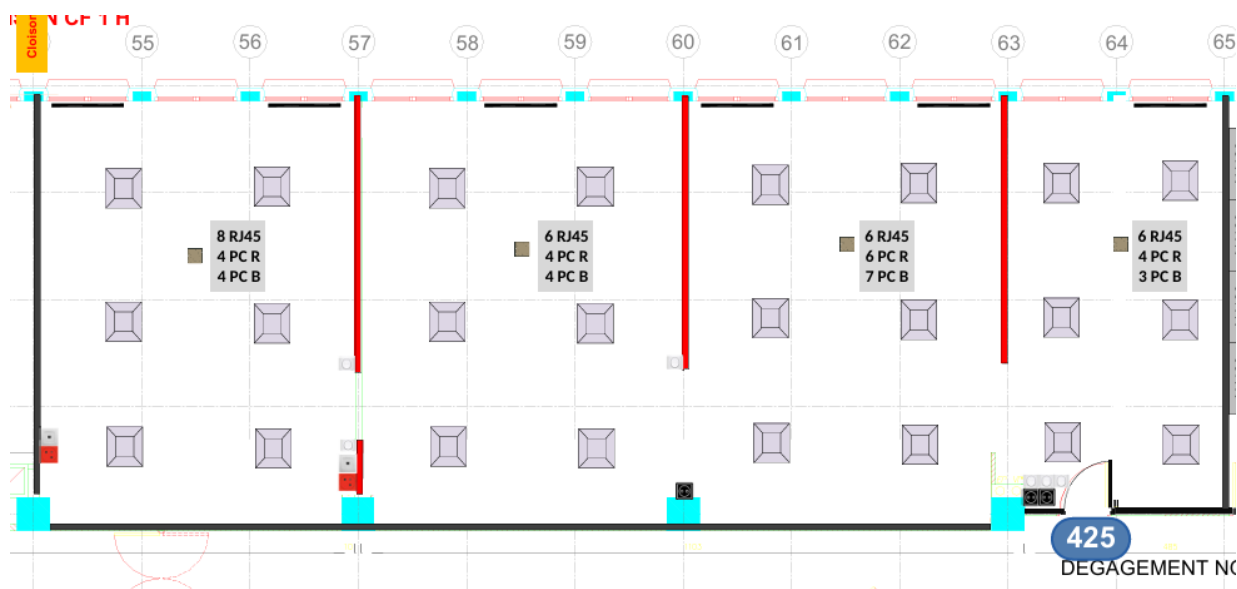 N CF 1 H
Cloison
55 56 57 58 59 60 61 62 63 64 65
8 RJ45
4 PC R
4 PC B
6 RJ45
4 PC R
4 PC B
6 RJ45
6 PC R
7 PC B
6 RJ45
4 PC R
3 PC B
425
DEGAGEMENT NO